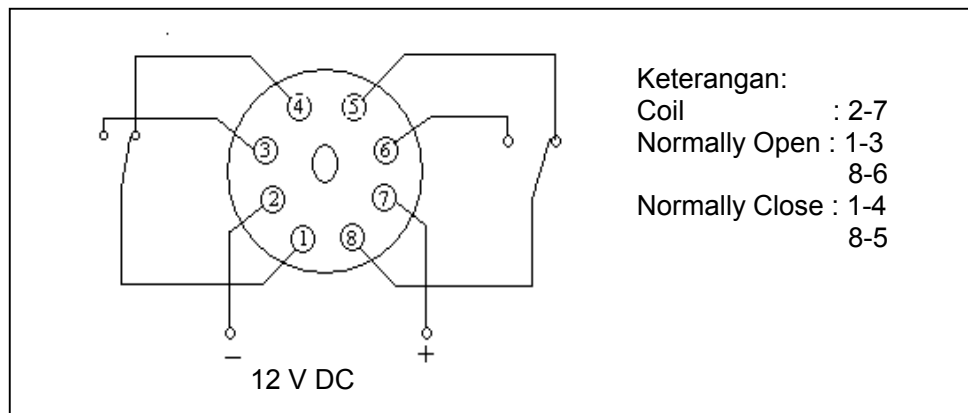 4 5
3 6
2 7
1 8
− +
12 V DC
Keterangan:
Coil : 2-7
Normally Open : 1-3
8-6
Normally Close : 1-4
8-5